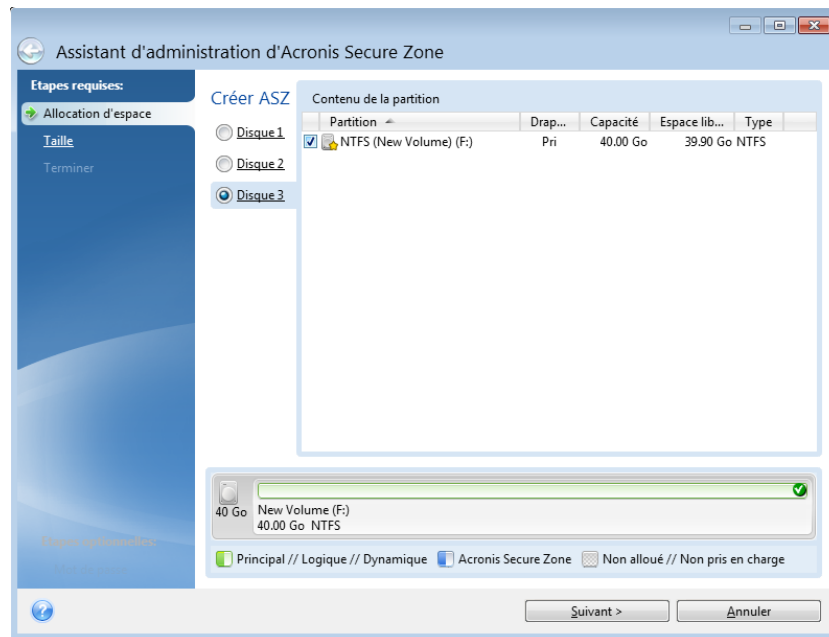 Assistant d'administration d'Acronis Secure Zone
Etapes requises:
Allocation d'espace
Taille
Terminer
Créer ASZ
Disque 1
Disque 2
Disque 3
Contenu de la partition
Partition Drap... Capacité Espace lib... Type
NTFS (New Volume) (F:) Pri 40.00 Go 39.90 Go NTFS
40 Go
New Volume (F:)
40.00 Go NTFS
Principal // Logique // Dynamique Acronis Secure Zone Non alloué // Non pris en charge
Etapes optionnelles:
Suivant > Annuler